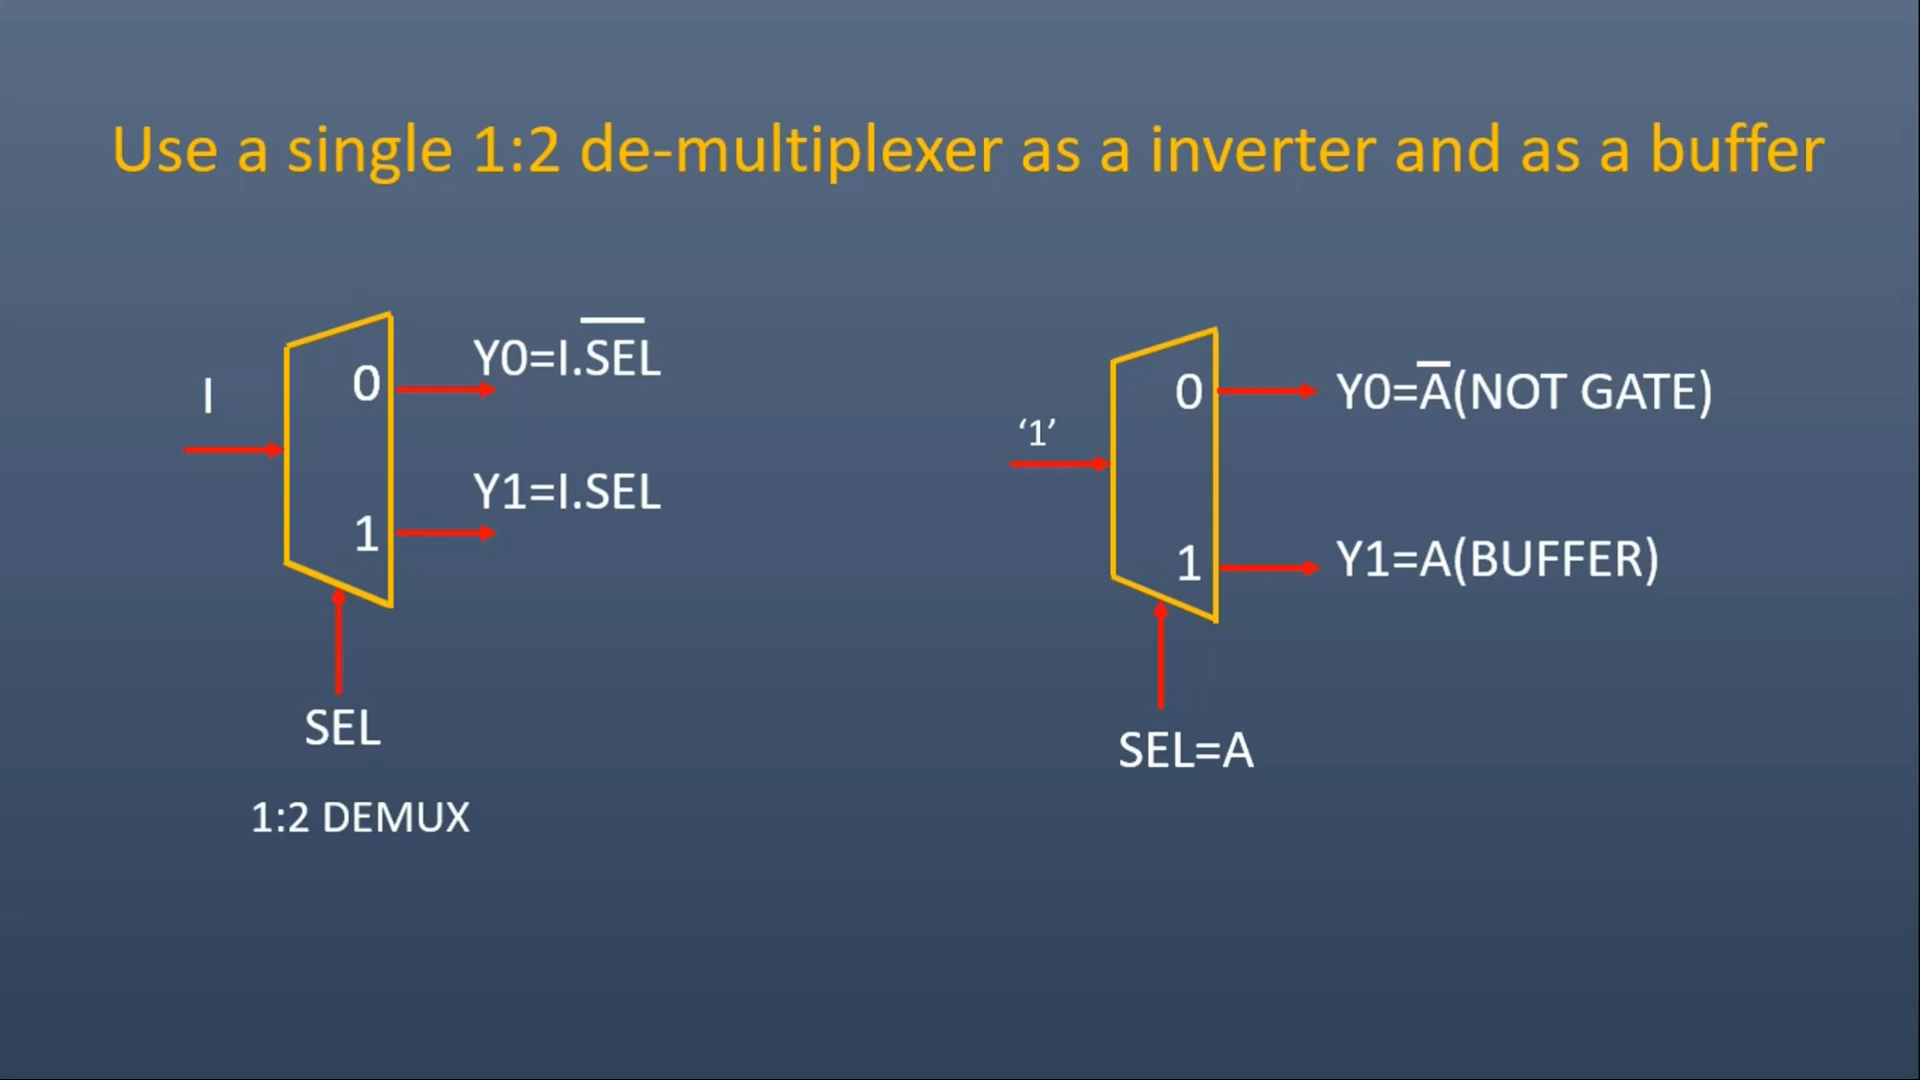 Use a single 1:2 de-multiplexer as a inverter and as a buffer
I
0
Y0=I.S̅E̅L̅
1
Y1=I.SEL
SEL
1:2 DEMUX
‘1’
0
Y0=A̅(NOT GATE)
1
Y1=A(BUFFER)
SEL=A